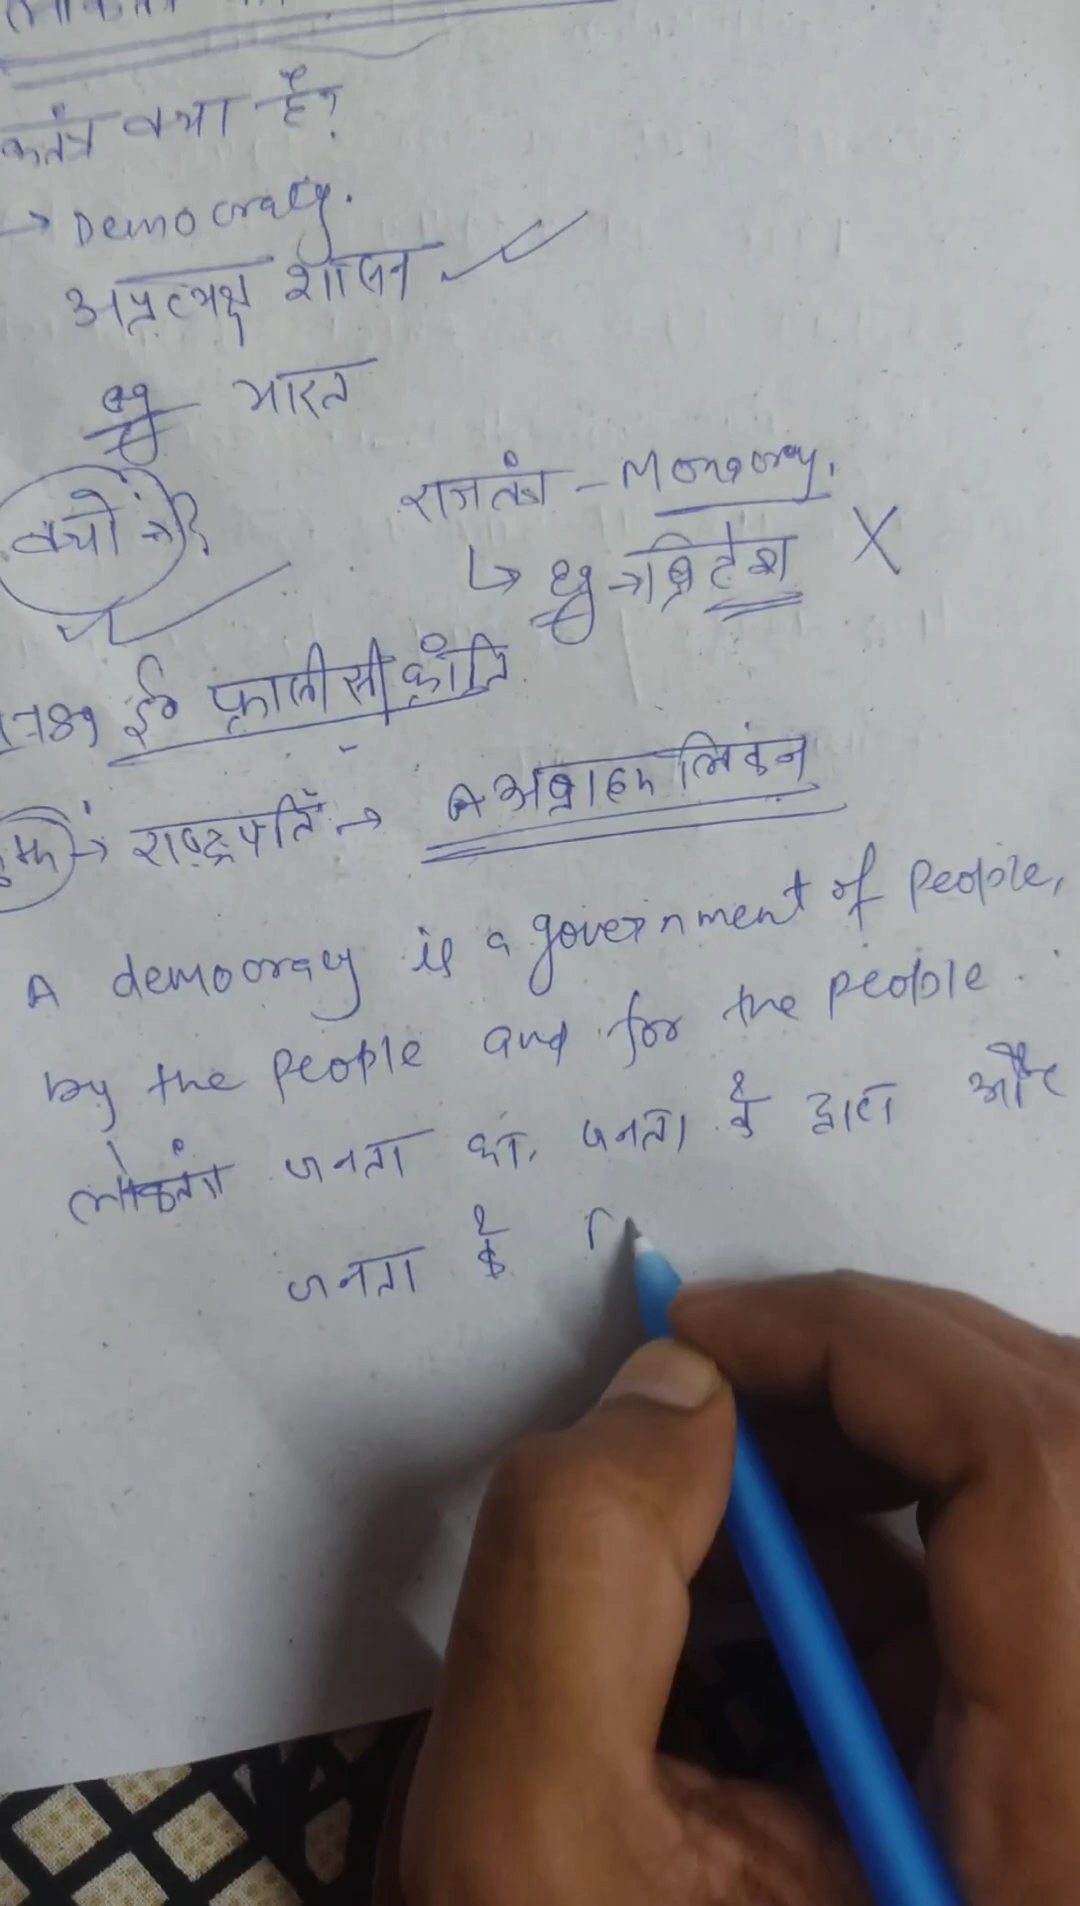 क्या है?
→ Democracy.
अप्रत्यक्ष शासन
eg भारत
क्यों →?
राजतंत्र - Monarcy.
↳ eg → ब्रिटेश X
1789 ई० फ्रांसीसी क्रांति
→ राष्ट्रपति → अब्राहम लिंकन
A democracy is a government of people,
by the people and for the people.
लोकतंत्र जनता का, जनता के द्वारा और
जनता के